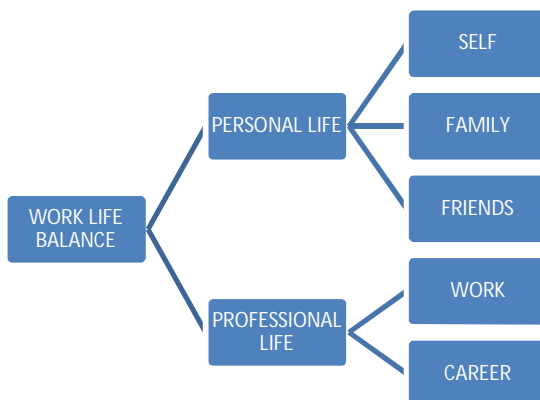 SELF
PERSONAL LIFE
FAMILY
FRIENDS
WORK LIFE
BALANCE
WORK
PROFESSIONAL
LIFE
CAREER